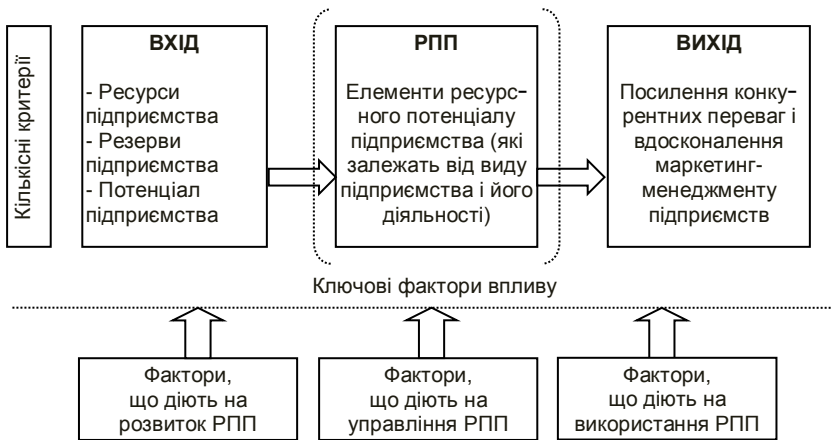 Кількісні критерії
ВХІД
- Ресурси
підприємства
- Резерви
підприємства
- Потенціал
підприємства
РПП
Елементи ресурс-
ного потенціалу
підприємства (які
залежать від виду
підприємства і його
діяльності)
ВИХІД
Посилення конку-
рентних переваг і
вдосконалення
маркетинг-
менеджменту
підприємств
Ключові фактори впливу
Фактори,
що діють на
розвиток РПП
Фактори,
що діють на
управління РПП
Фактори,
що діють на
використання РПП